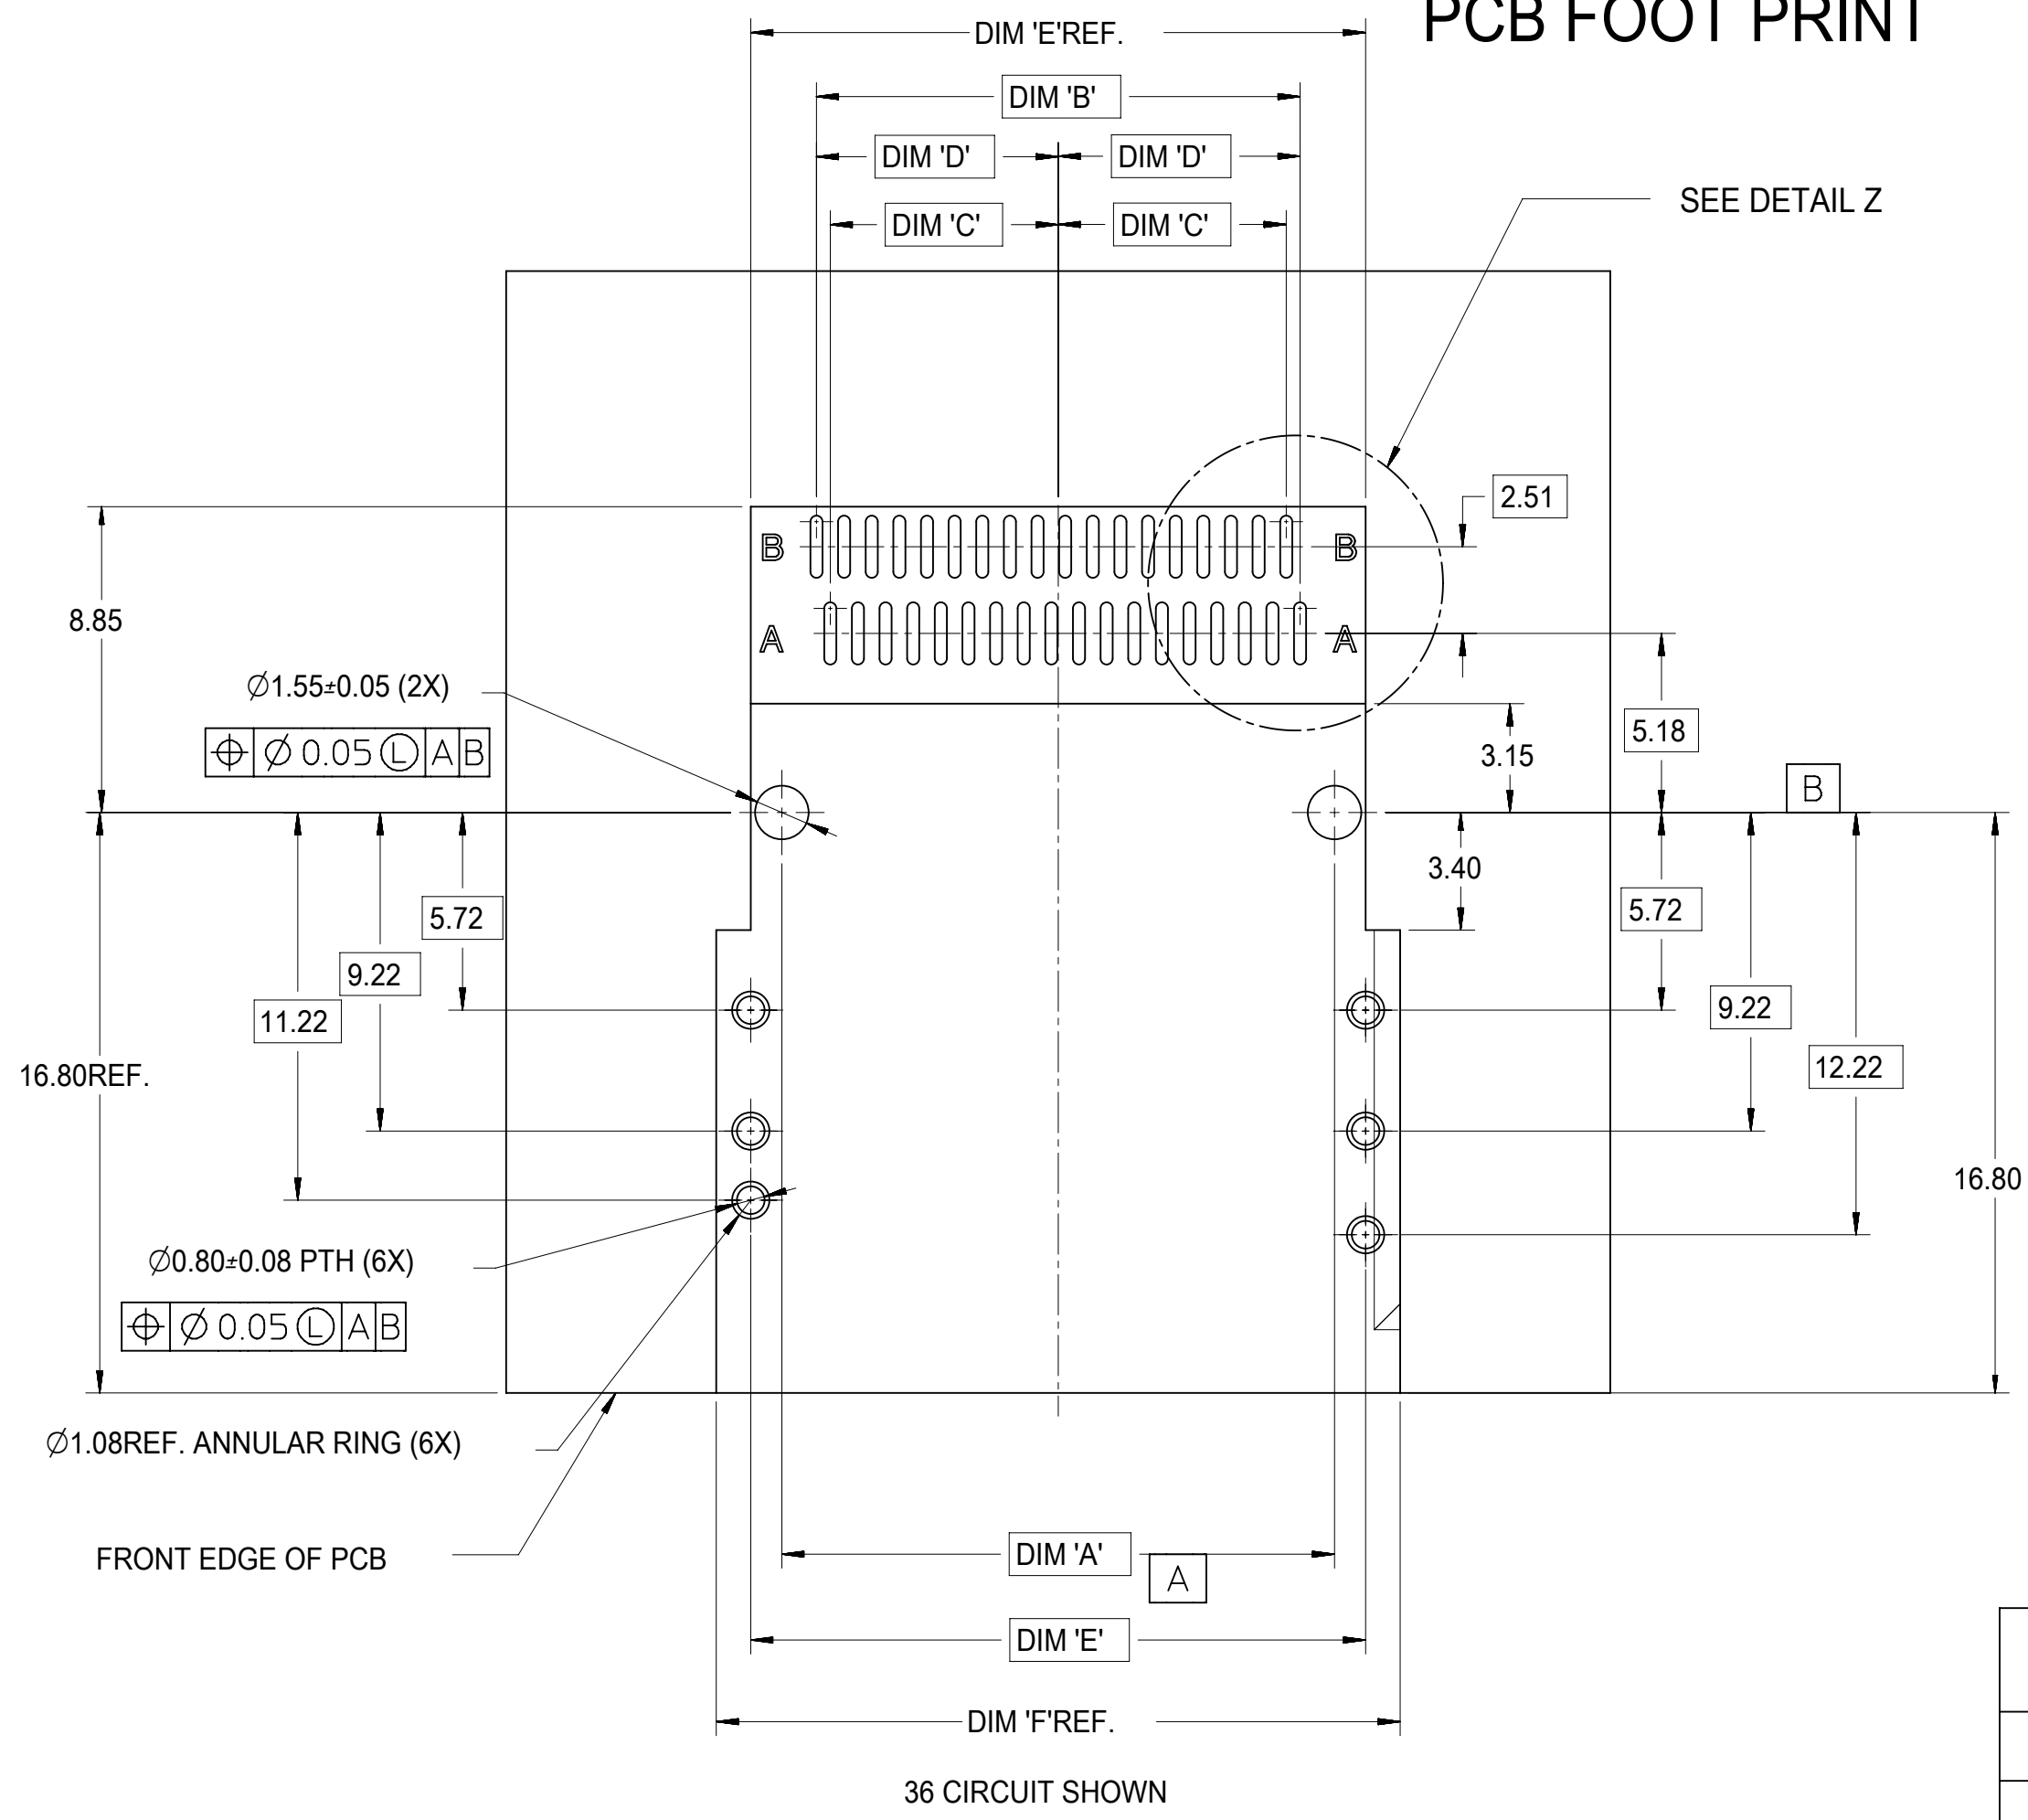 PCB FOOT PRINT
DIM 'E'REF.
DIM 'B'
DIM 'D'
DIM 'D'
DIM 'C'
DIM 'C'
SEE DETAIL Z
2.51
B
B
8.85
A
A
Ø1.55±0.05 (2X)
⌖ Ø 0.05 Ⓛ A B
5.18
3.15
B
3.40
5.72
5.72
9.22
9.22
11.22
12.22
16.80REF.
16.80
Ø0.80±0.08 PTH (6X)
⌖ Ø 0.05 Ⓛ A B
Ø1.08REF. ANNULAR RING (6X)
FRONT EDGE OF PCB
DIM 'A'
A
DIM 'E'
DIM 'F'REF.
36 CIRCUIT SHOWN